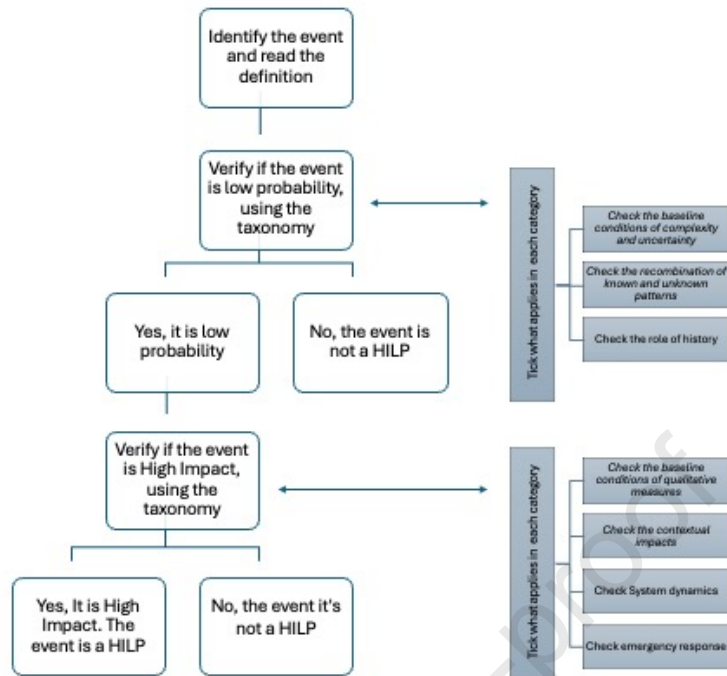 Identify the event
and read the
definition
Verify if the event
is low probability,
using the
taxonomy
Tick what applies in each category
Check the baseline
conditions of complexity
and uncertainty
Check the recombination of
known and unknown
patterns
Check the role of history
Yes, it is low
probability
No, the event is
not a HILP
Verify if the event
is High Impact,
using the
taxonomy
Tick what applies in each category
Check the baseline
conditions of qualitative
measures
Check the contextual
impacts
Check System dynamics
Check emergency response
Yes, It is High
Impact. The
event is a HILP
No, the event it's
not a HILP